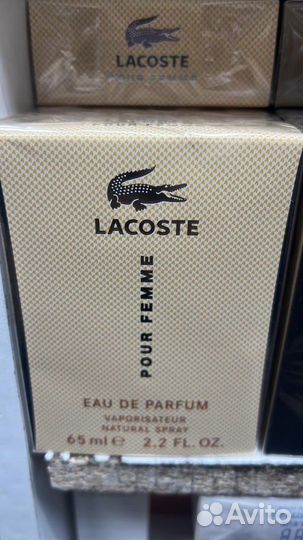 LACOSTE
POUR FEMME
LACOSTE
POUR FEMME
EAU DE PARFUM
VAPORISATEUR
NATURAL SPRAY
65 ml e 2.2 FL. OZ.
Avito